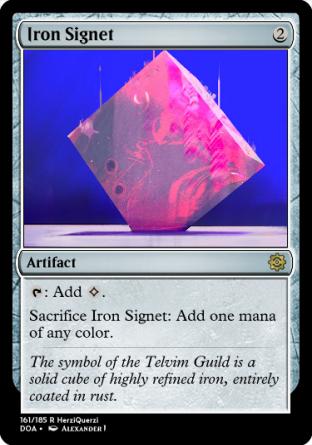 Iron Signet 2
Artifact
: Add .
Sacrifice Iron Signet: Add one mana
of any color.
The symbol of the Telvim Guild is a
solid cube of highly refined iron, entirely
coated in rust.
161/185 R HerziQuerzi
DOA • Alexander I